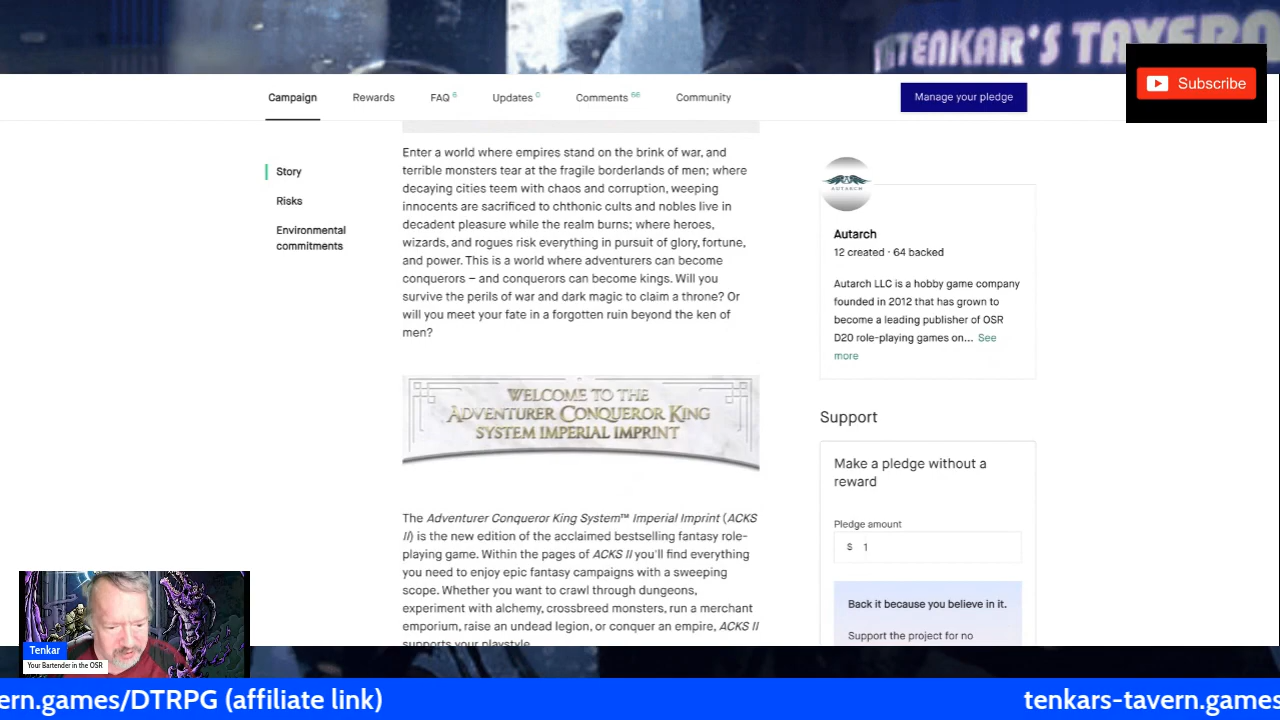 TENKAR'S TAVERN
Subscribe
Campaign
Rewards
FAQ 6
Updates 0
Comments 66
Community
Manage your pledge
Story
Risks
Environmental
commitments
Enter a world where empires stand on the brink of war, and
terrible monsters tear at the fragile borderlands of men; where
decaying cities teem with chaos and corruption, weeping
innocents are sacrificed to chthonic cults and nobles live in
decadent pleasure while the realm burns; where heroes,
wizards, and rogues risk everything in pursuit of glory, fortune,
and power. This is a world where adventurers can become
conquerors – and conquerors can become kings. Will you
survive the perils of war and dark magic to claim a throne? Or
will you meet your fate in a forgotten ruin beyond the ken of
men?
WELCOME TO THE
ADVENTURER CONQUEROR KING
SYSTEM IMPERIAL IMPRINT
The Adventurer Conqueror King System™ Imperial Imprint (ACKS
II) is the new edition of the acclaimed bestselling fantasy role-
playing game. Within the pages of ACKS II you'll find everything
you need to enjoy epic fantasy campaigns with a sweeping
scope. Whether you want to crawl through dungeons,
experiment with alchemy, crossbreed monsters, run a merchant
emporium, raise an undead legion, or conquer an empire, ACKS II
supports your playstyle.
AUTARCH
Autarch
12 created · 64 backed
Autarch LLC is a hobby game company
founded in 2012 that has grown to
become a leading publisher of OSR
D20 role-playing games on... See
more
Support
Make a pledge without a
reward
Pledge amount
$ 1
Back it because you believe in it.
Support the project for no
Tenkar
Your Bartender in the OSR
ern.games/DTRPG (affiliate link)
tenkars-tavern.games